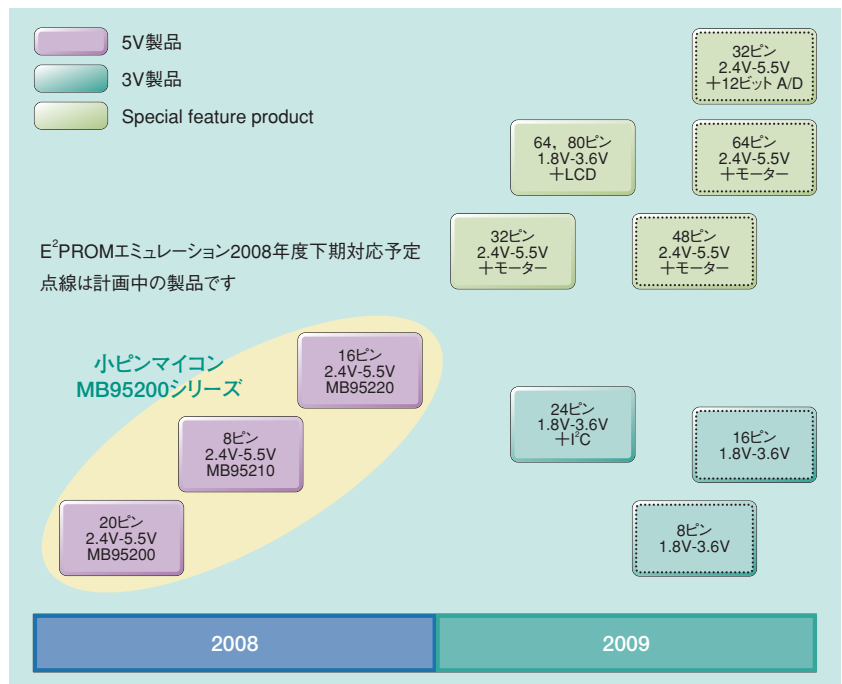 5V製品
3V製品
Special feature product
32ピン
2.4V-5.5V
＋12ビット A/D
64，80ピン
1.8V-3.6V
＋LCD
64ピン
2.4V-5.5V
＋モーター
E²PROMエミュレーション2008年度下期対応予定
点線は計画中の製品です
32ピン
2.4V-5.5V
＋モーター
48ピン
2.4V-5.5V
＋モーター
小ピンマイコン
MB95200シリーズ
16ピン
2.4V-5.5V
MB95220
8ピン
2.4V-5.5V
MB95210
20ピン
2.4V-5.5V
MB95200
24ピン
1.8V-3.6V
＋I²C
16ピン
1.8V-3.6V
8ピン
1.8V-3.6V
2008
2009